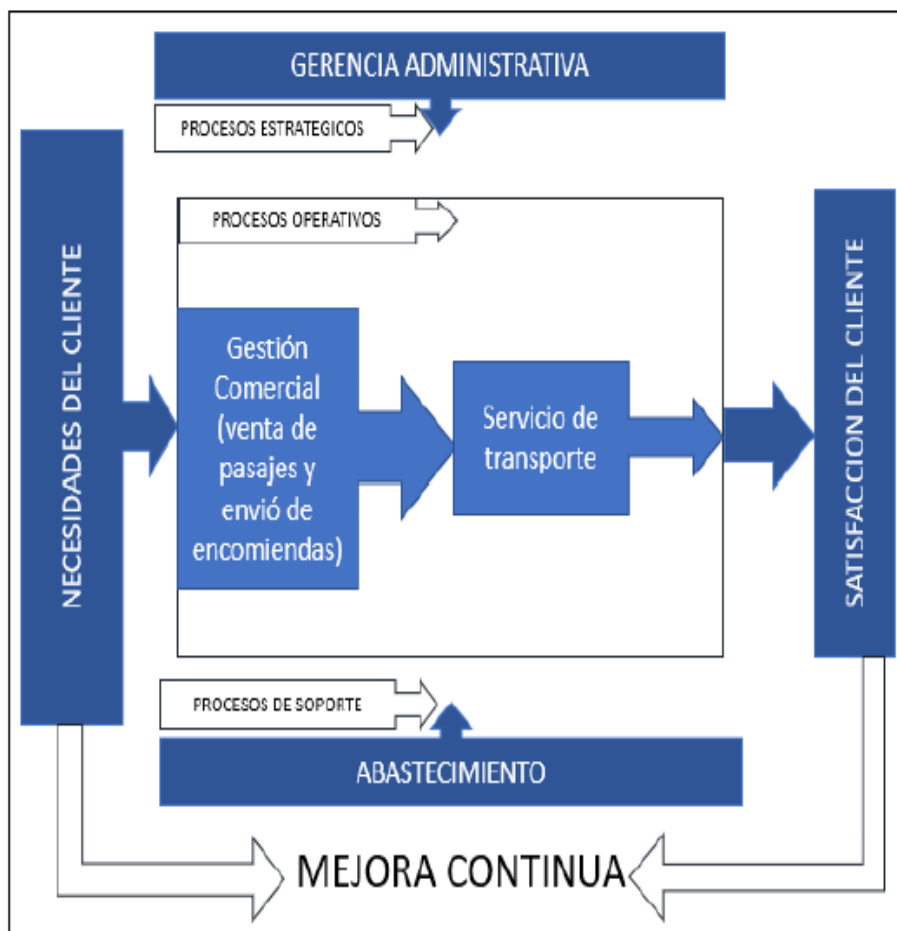 GERENCIA ADMINISTRATIVA
PROCESOS ESTRATEGICOS
PROCESOS OPERATIVOS
NECESIDADES DEL CLIENTE
Gestión
Comercial
(venta de
pasajes y
envió de
encomiendas)
Servicio de
transporte
SATISFACCION DEL CLIENTE
PROCESOS DE SOPORTE
ABASTECIMIENTO
MEJORA CONTINUA